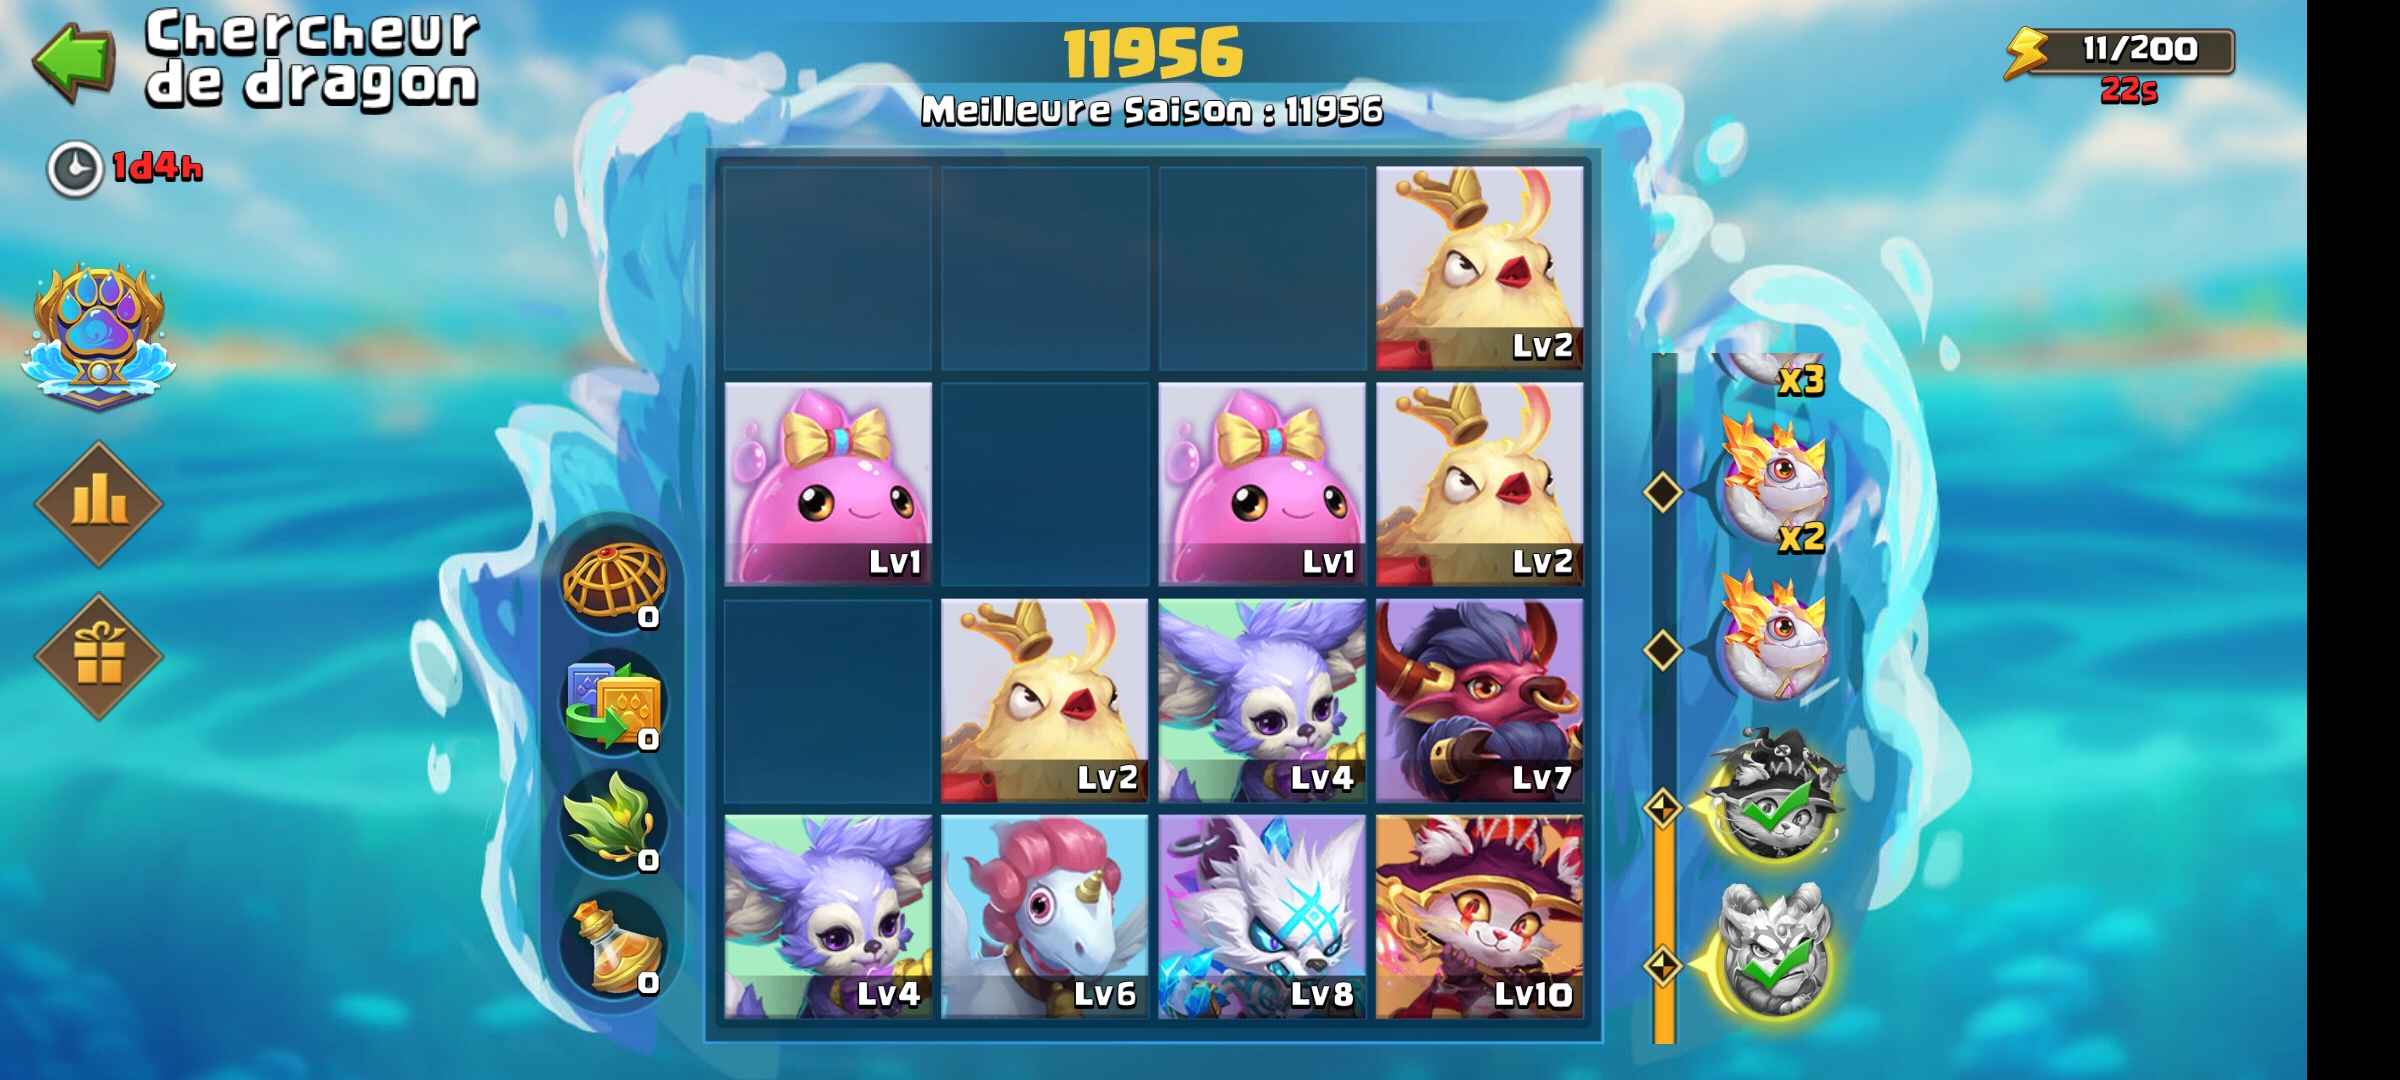 Chercheur
de dragon
11956
Meilleure Saison : 11956
11/200
22s
1d4h
Lv2
x3
Lv1
Lv1
Lv2
x2
0
Lv2
Lv4
Lv7
0
0
Lv4
Lv6
Lv8
Lv10
0